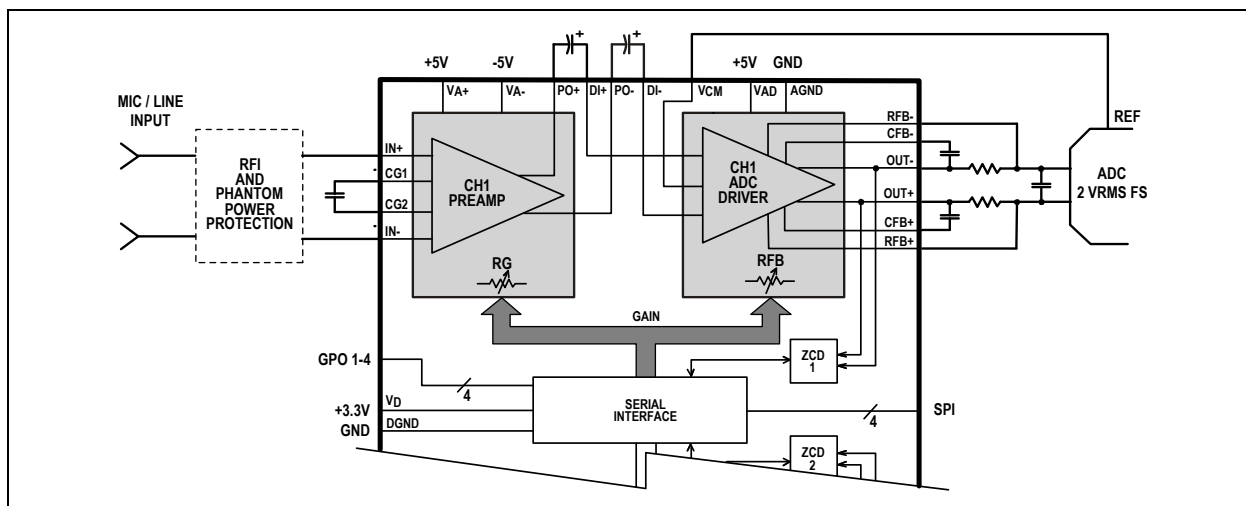 +5V
-5V
+
+
+5V
GND
VA+
VA-
PO+
DI+
PO-
DI-
VCM
VAD
AGND
MIC / LINE
INPUT
RFI
AND
PHANTOM
POWER
PROTECTION
IN+
CG1
CG2
IN-
CH1
PREAMP
RG
CH1
ADC
DRIVER
RFB
RFB-
CFB-
OUT-
OUT+
CFB+
RFB+
REF
ADC
2 VRMS FS
GAIN
GPO 1-4
4
+3.3V
VD
GND
DGND
SERIAL
INTERFACE
ZCD
1
4
SPI
ZCD
2